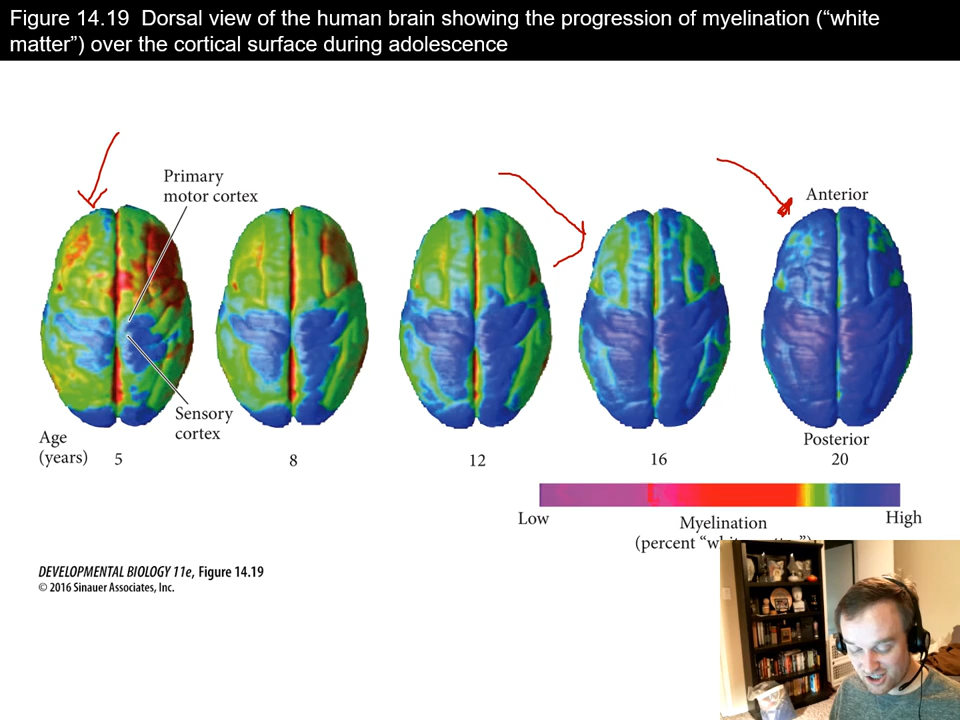 Figure 14.19 Dorsal view of the human brain showing the progression of myelination (“white
matter”) over the cortical surface during adolescence
Primary
motor cortex
Anterior
Sensory
cortex
Age
(years)
5
8
12
16
Posterior
20
Low
Myelination
High
(percent
DEVELOPMENTAL BIOLOGY 11e, Figure 14.19
© 2016 Sinauer Associates, Inc.